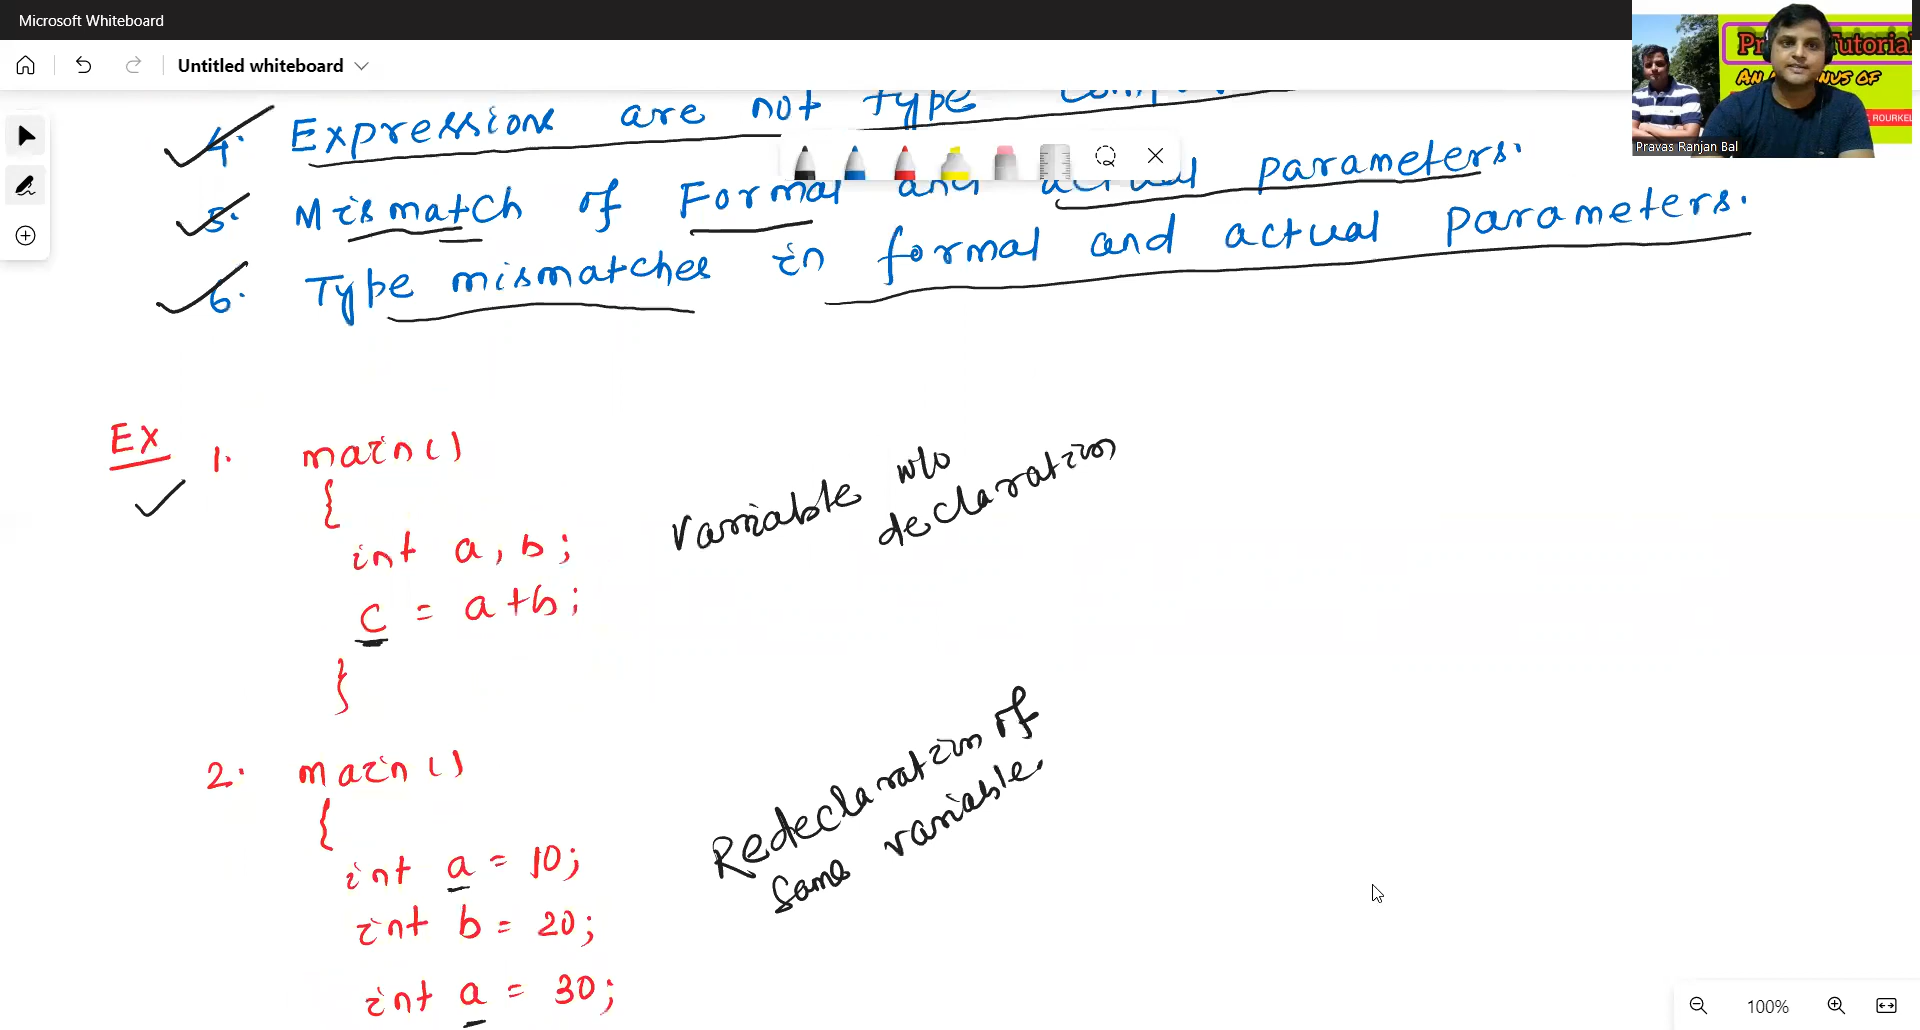 Microsoft Whiteboard
Untitled whiteboard
Pravas Ranjan Bal
4. Expressions are not type
5. Mismatch of Formal and actual parameters.
6. Type mismatches in formal and actual parameters.
Ex 1. main()
{
int a, b;
c = a+b;
}
variable w/o
declaration
2. main()
{
int a = 10;
int b = 20;
int a = 30;
Redeclaration of
same variable.
100%